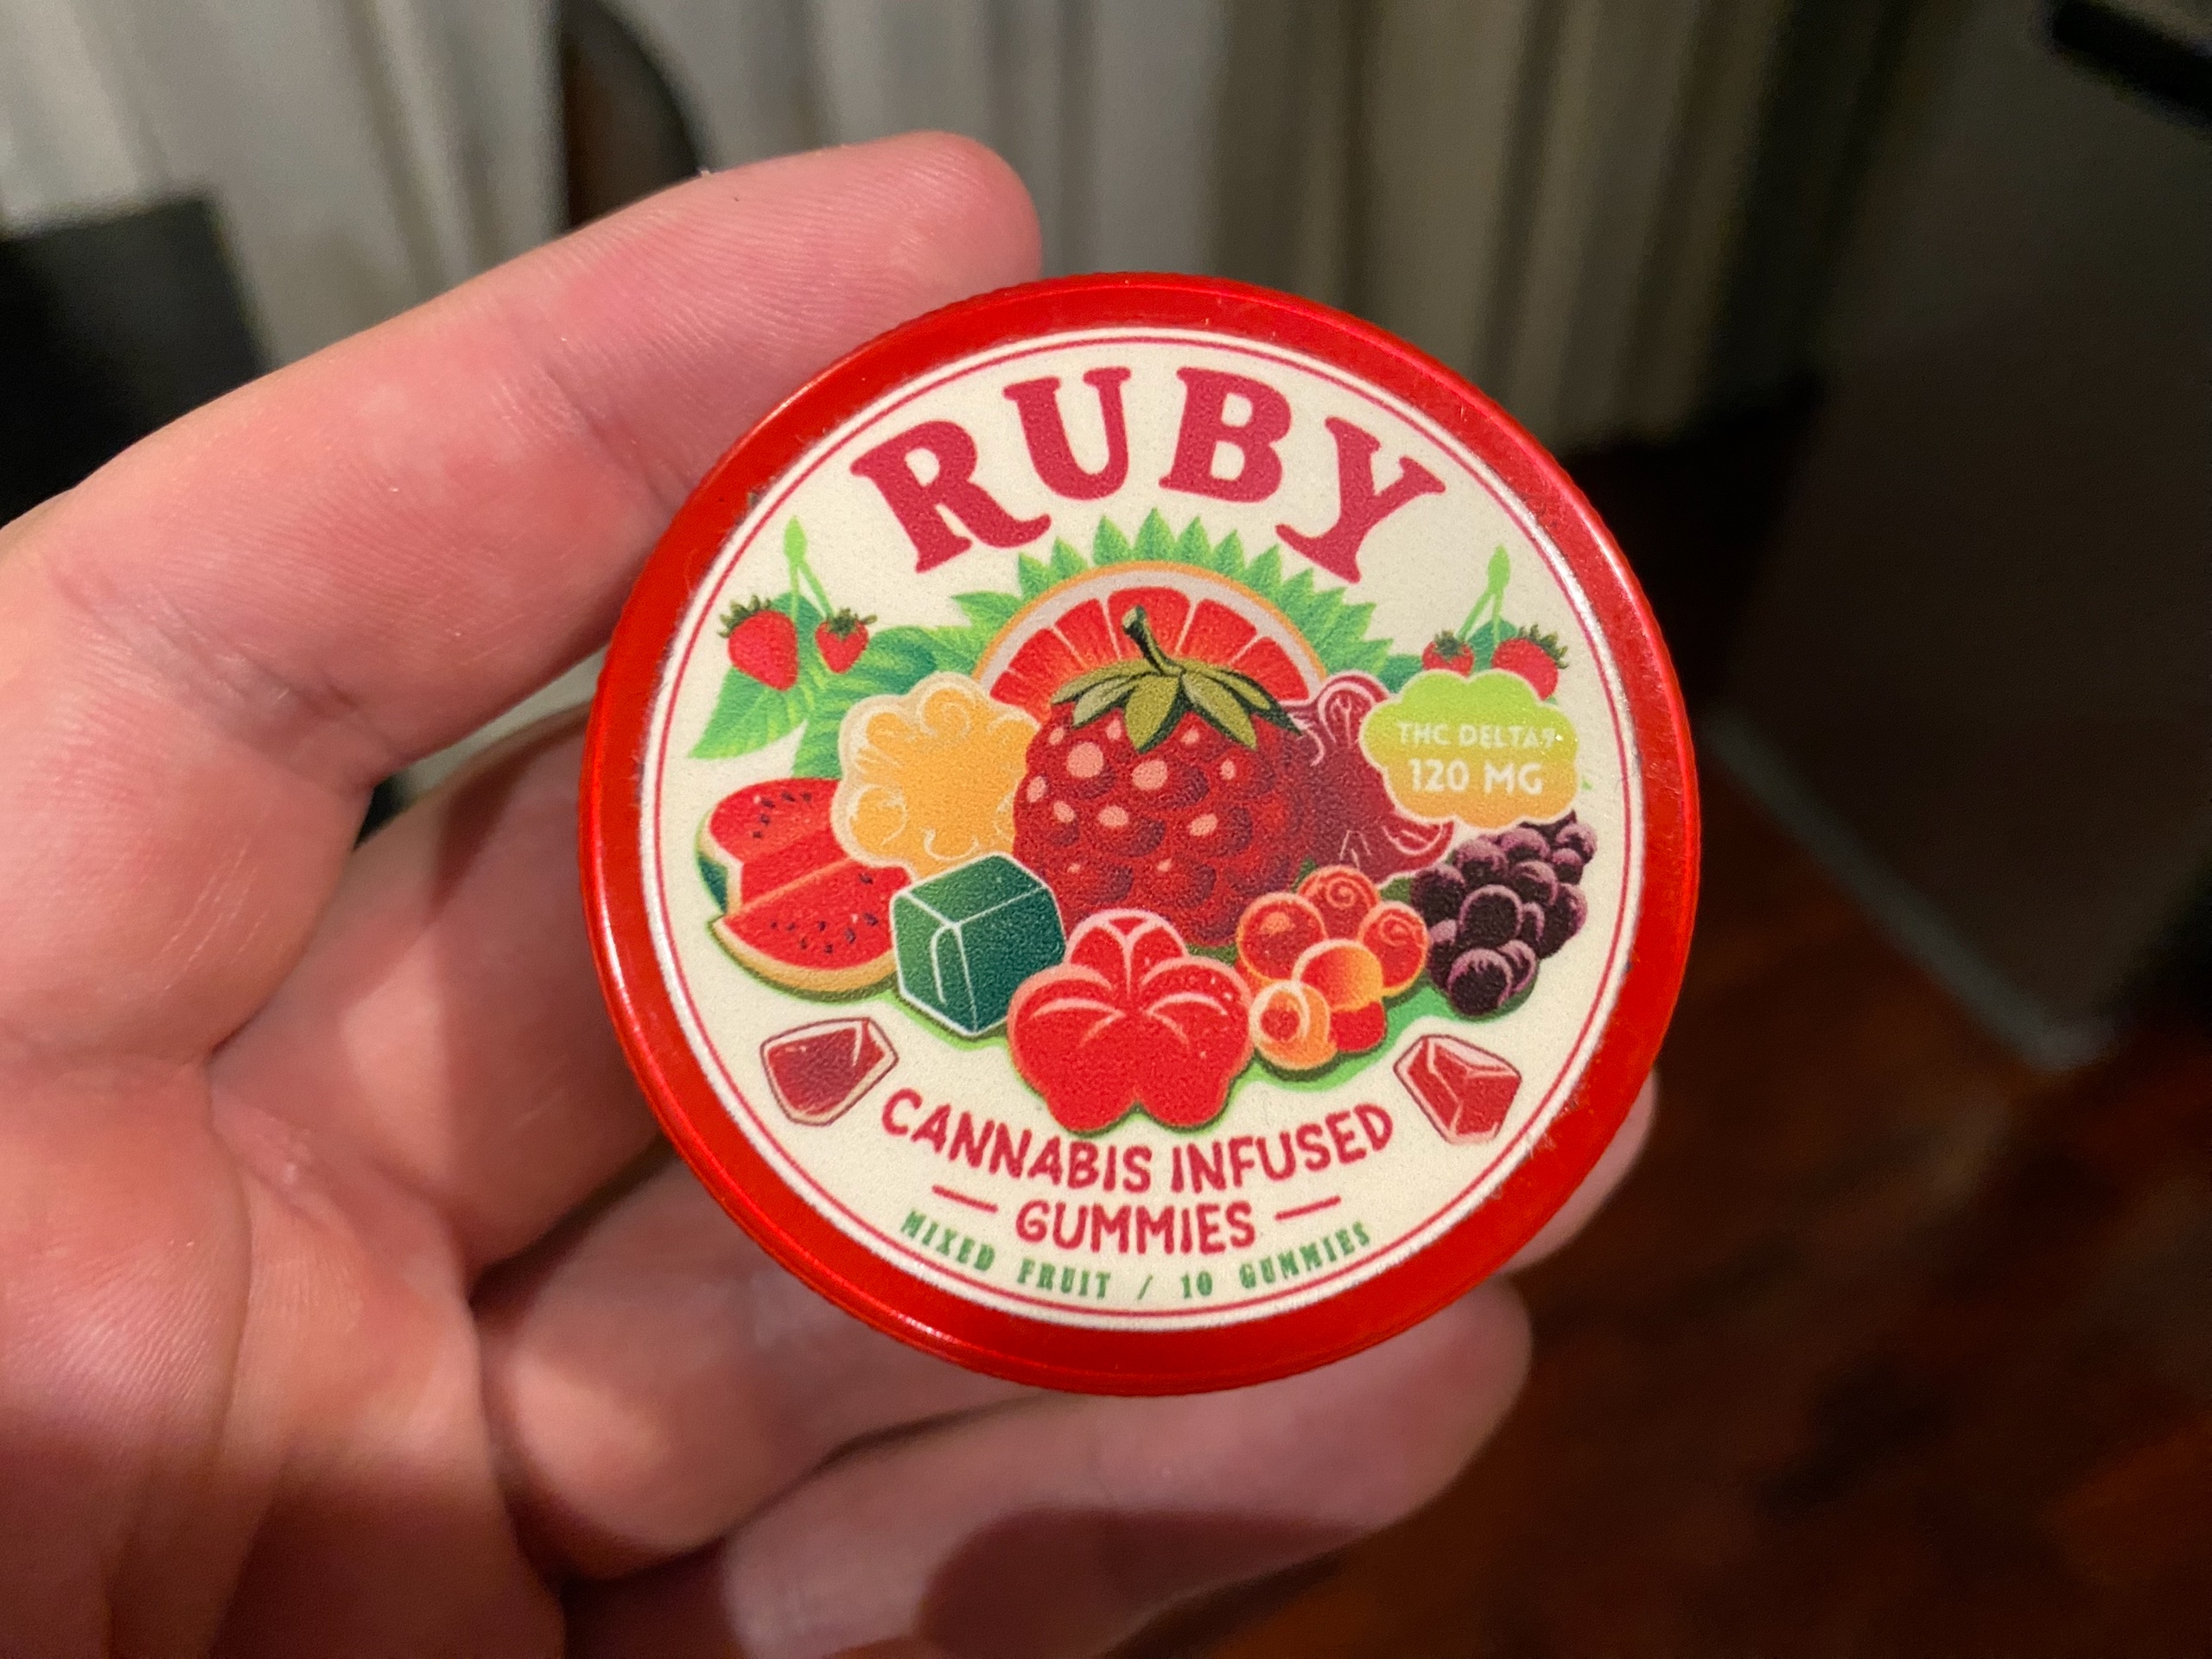 RUBY
THC DELTA9
120 MG
CANNABIS INFUSED
GUMMIES
MIXED FRUIT / 10 GUMMIES